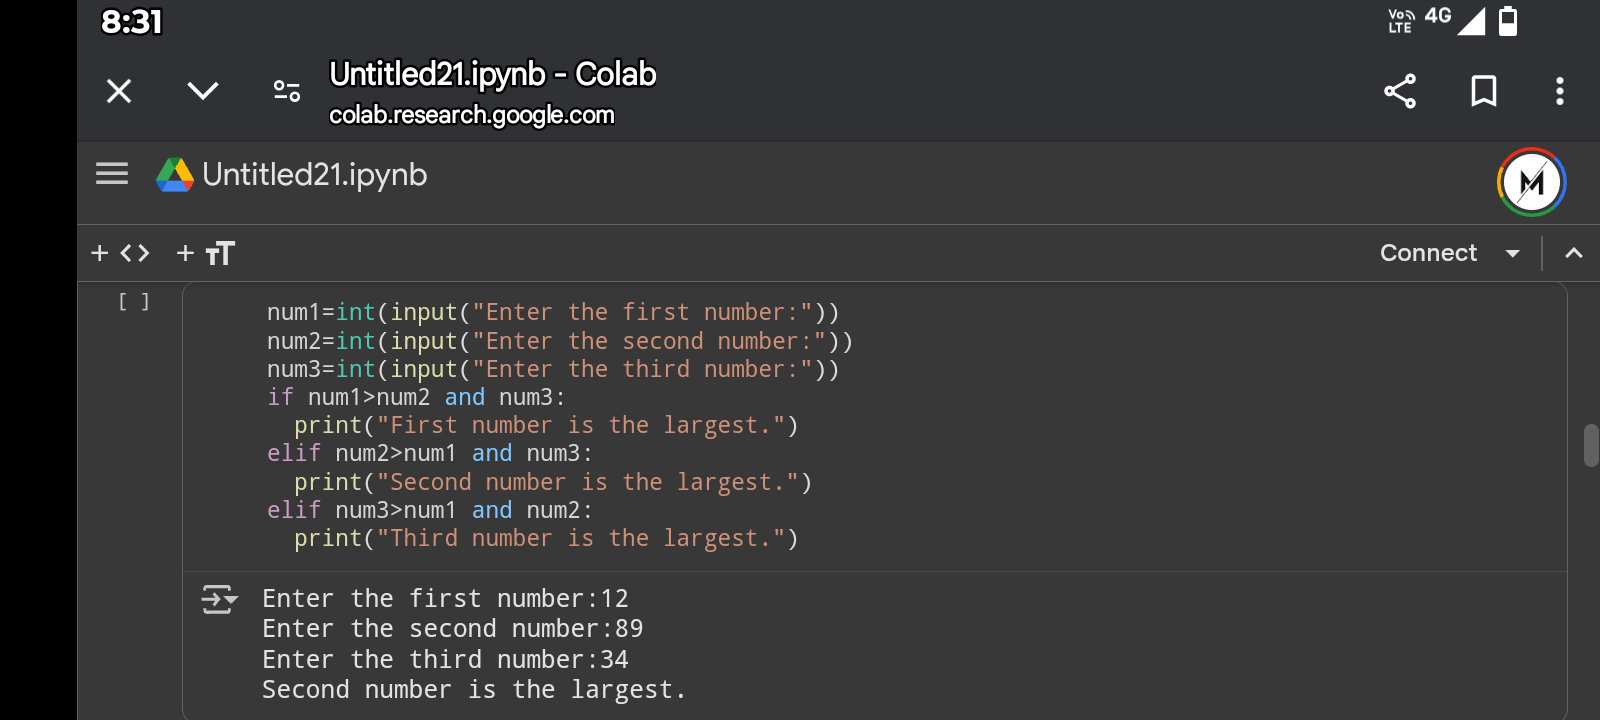 8:31
Vo LTE 4G
Untitled21.ipynb - Colab
colab.research.google.com
Untitled21.ipynb
M
+ <> + TT
Connect
[ ]
num1=int(input("Enter the first number:"))
num2=int(input("Enter the second number:"))
num3=int(input("Enter the third number:"))
if num1>num2 and num3:
  print("First number is the largest.")
elif num2>num1 and num3:
  print("Second number is the largest.")
elif num3>num1 and num2:
  print("Third number is the largest.")
Enter the first number:12
Enter the second number:89
Enter the third number:34
Second number is the largest.